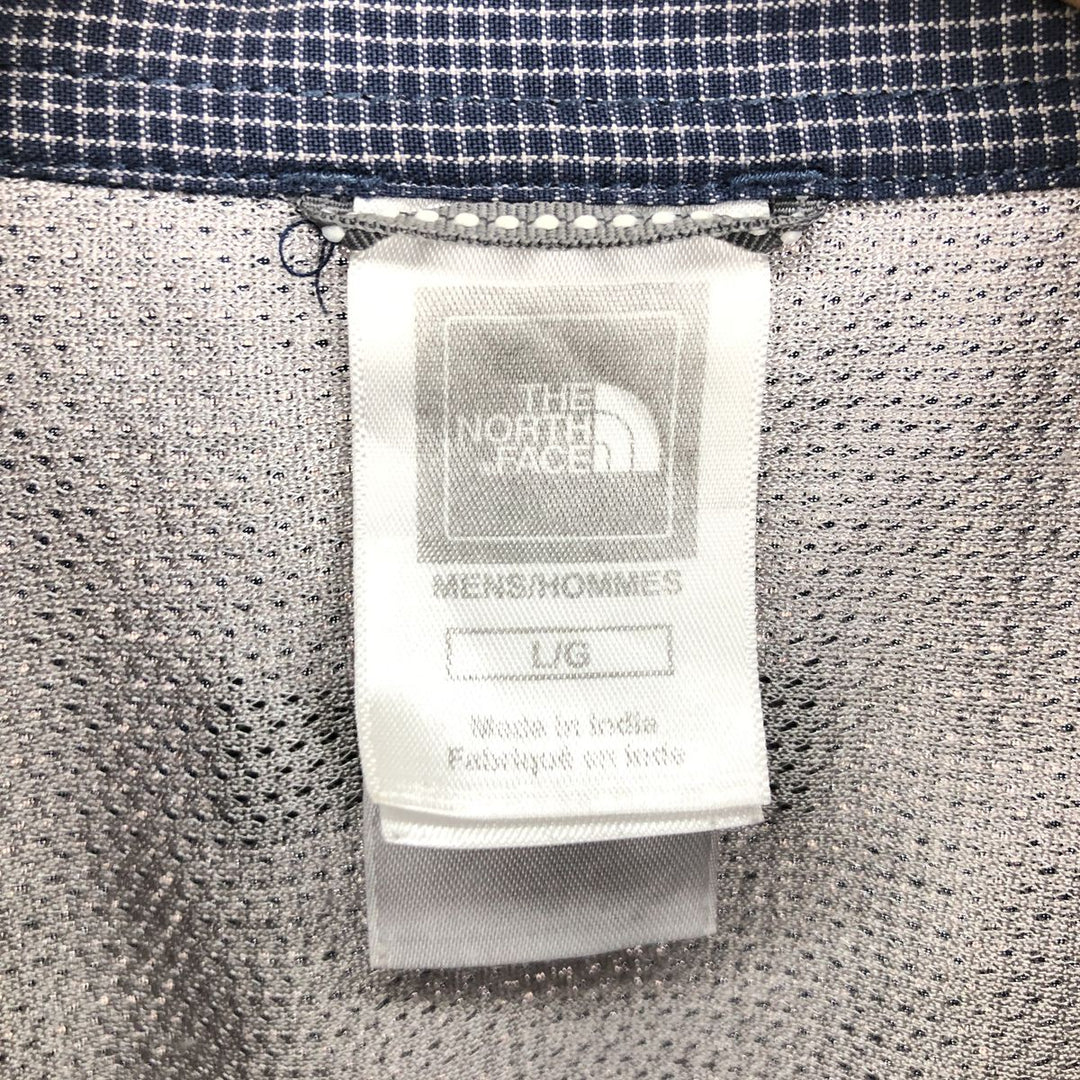 THE
NORTH
FACE
MENS/HOMMES
L/G
Made in India
Fabriqué en Inde